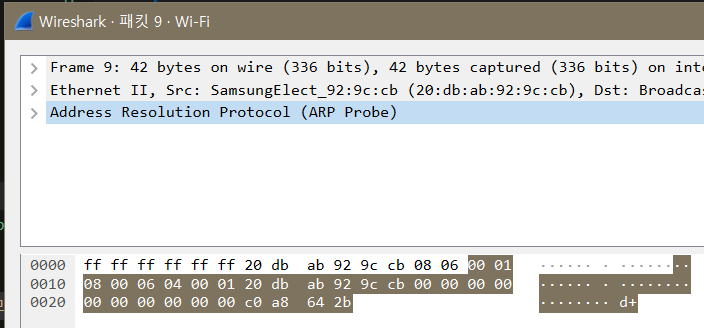 Wireshark · 패킷 9 · Wi-Fi
Frame 9: 42 bytes on wire (336 bits), 42 bytes captured (336 bits) on
Ethernet II, Src: SamsungElect_92:9c:cb (20:db:ab:92:9c:cb), Dst:
Address Resolution Protocol (ARP Probe)
0000 ff ff ff ff ff ff 20 db ab 92 9c cb 08 06 00 01 ······ · ········
0010 08 00 06 04 00 01 20 db ab 92 9c cb 00 00 00 00 ······ · ········
0020 00 00 00 00 00 00 c0 a8 64 2b ········ d+